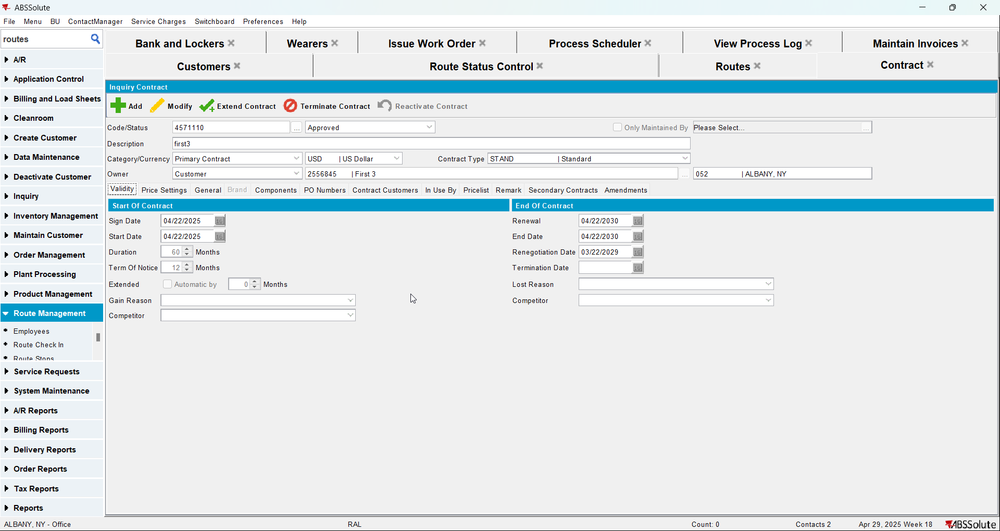 ABSSolute
File Menu BU ContactManager Service Charges Switchboard Preferences Help
routes
Bank and Lockers Wearers Issue Work Order Process Scheduler View Process Log Maintain Invoices
Customers Route Status Control Routes Contract
A/R
Application Control
Billing and Load Sheets
Cleanroom
Create Customer
Data Maintenance
Deactivate Customer
Inquiry
Inventory Management
Maintain Customer
Order Management
Plant Processing
Product Management
Route Management
Employees
Route Check In
Route Stops
Service Requests
System Maintenance
A/R Reports
Billing Reports
Delivery Reports
Order Reports
Tax Reports
Reports
Inquiry Contract
Add Modify Extend Contract Terminate Contract Reactivate Contract
Code/Status 4571110 ... Approved Only Maintained By Please Select... ...
Description first3
Category/Currency Primary Contract USD | US Dollar Contract Type STAND | Standard
Owner Customer 2556845 | First 3 ... 052 | ALBANY, NY
Validity Price Settings General Brand Components PO Numbers Contract Customers In Use By Pricelist Remark Secondary Contracts Amendments
Start Of Contract
Sign Date 04/22/2025 16
Start Date 04/22/2025 16
Duration 60 Months
Term Of Notice 12 Months
Extended Automatic by 0 Months
Gain Reason
Competitor
End Of Contract
Renewal 04/22/2030 16
End Date 04/22/2030 16
Renegotiation Date 03/22/2029 16
Termination Date 16
Lost Reason
Competitor
ALBANY, NY - Office RAL Count: 0 Contacts 2 Apr 29, 2025 Week 18 ABSSolute